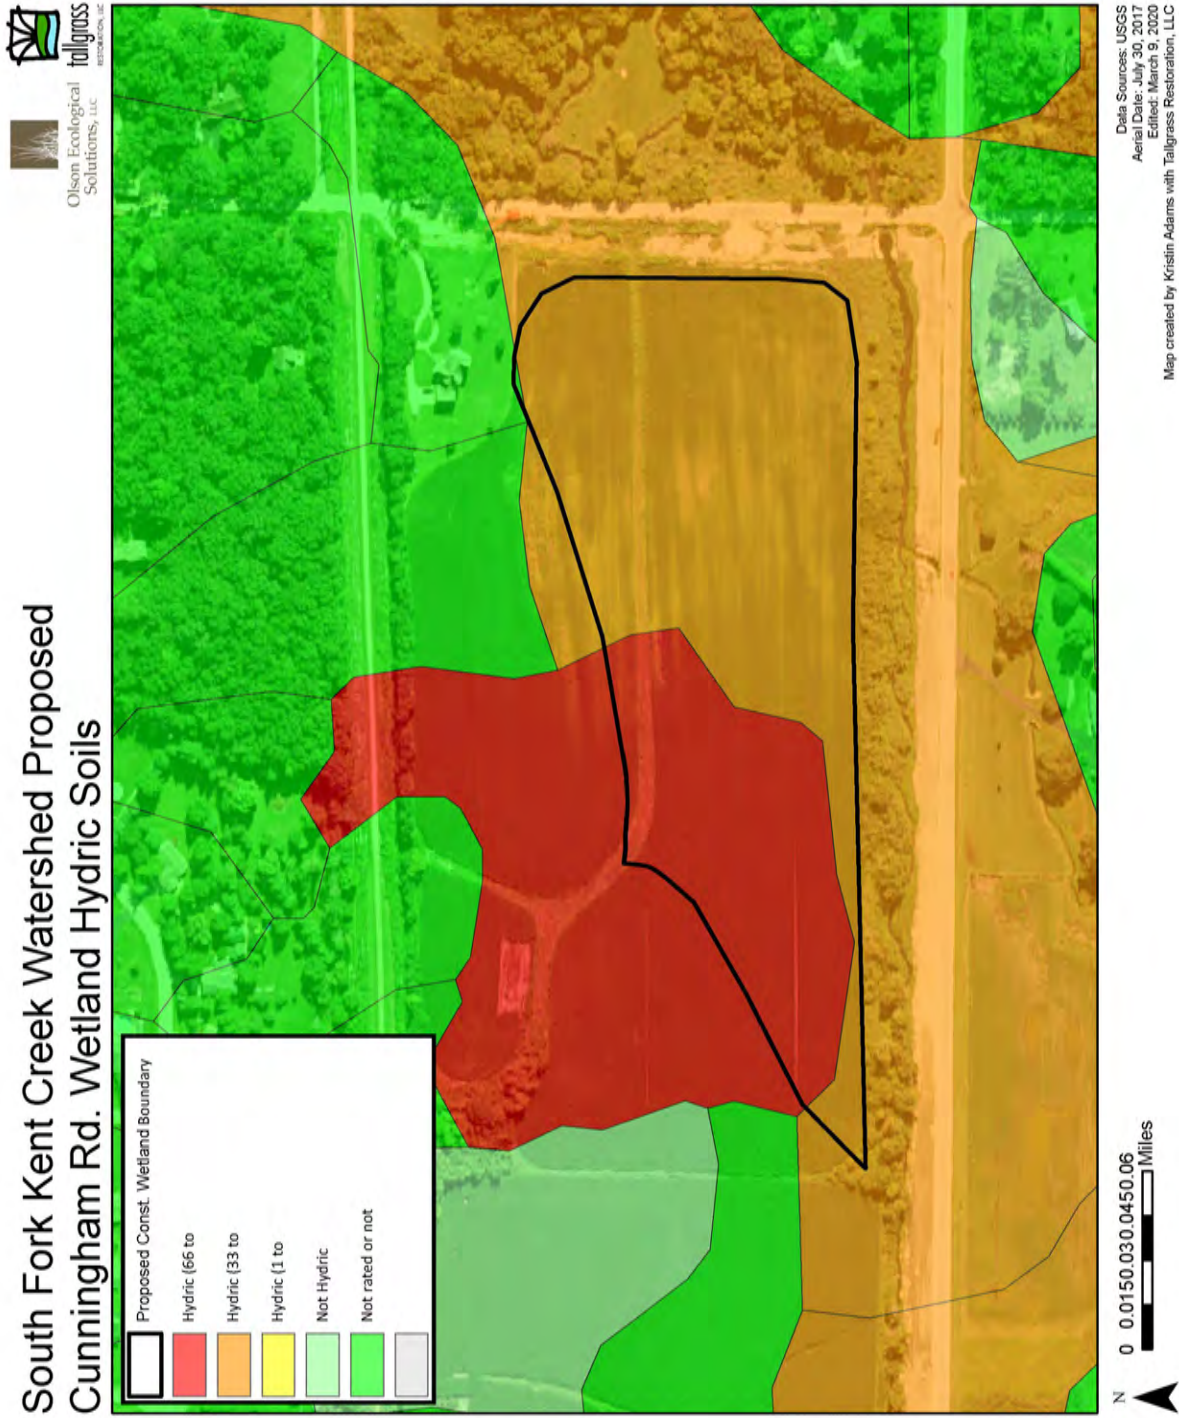 South Fork Kent Creek Watershed Proposed
Cunningham Rd. Wetland Hydric Soils
Olson Ecological
Solutions, LLC
tallgrass
RESTORATION, LLC
Proposed Const. Wetland Boundary
Hydric (66 to
Hydric (33 to
Hydric (1 to
Not Hydric
Not rated or not
N
0 0.0150.030.0450.06
Miles
Data Sources: USGS
Aerial Date: July 30, 2017
Edited: March 9, 2020
Map created by Kristin Adams with Tallgrass Restoration, LLC